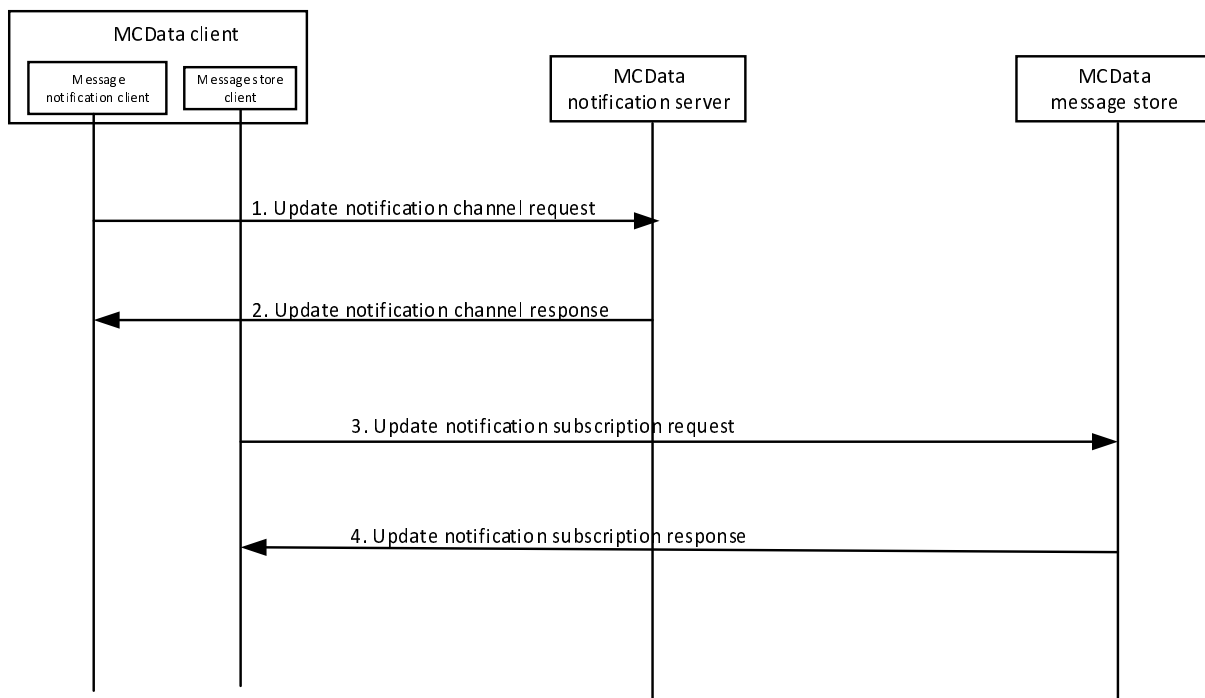 MCData client
Message
notification client
Message store
client
MCData
notification server
MCData
message store
1. Update notification channel request
2. Update notification channel response
3. Update notification subscription request
4. Update notification subscription response